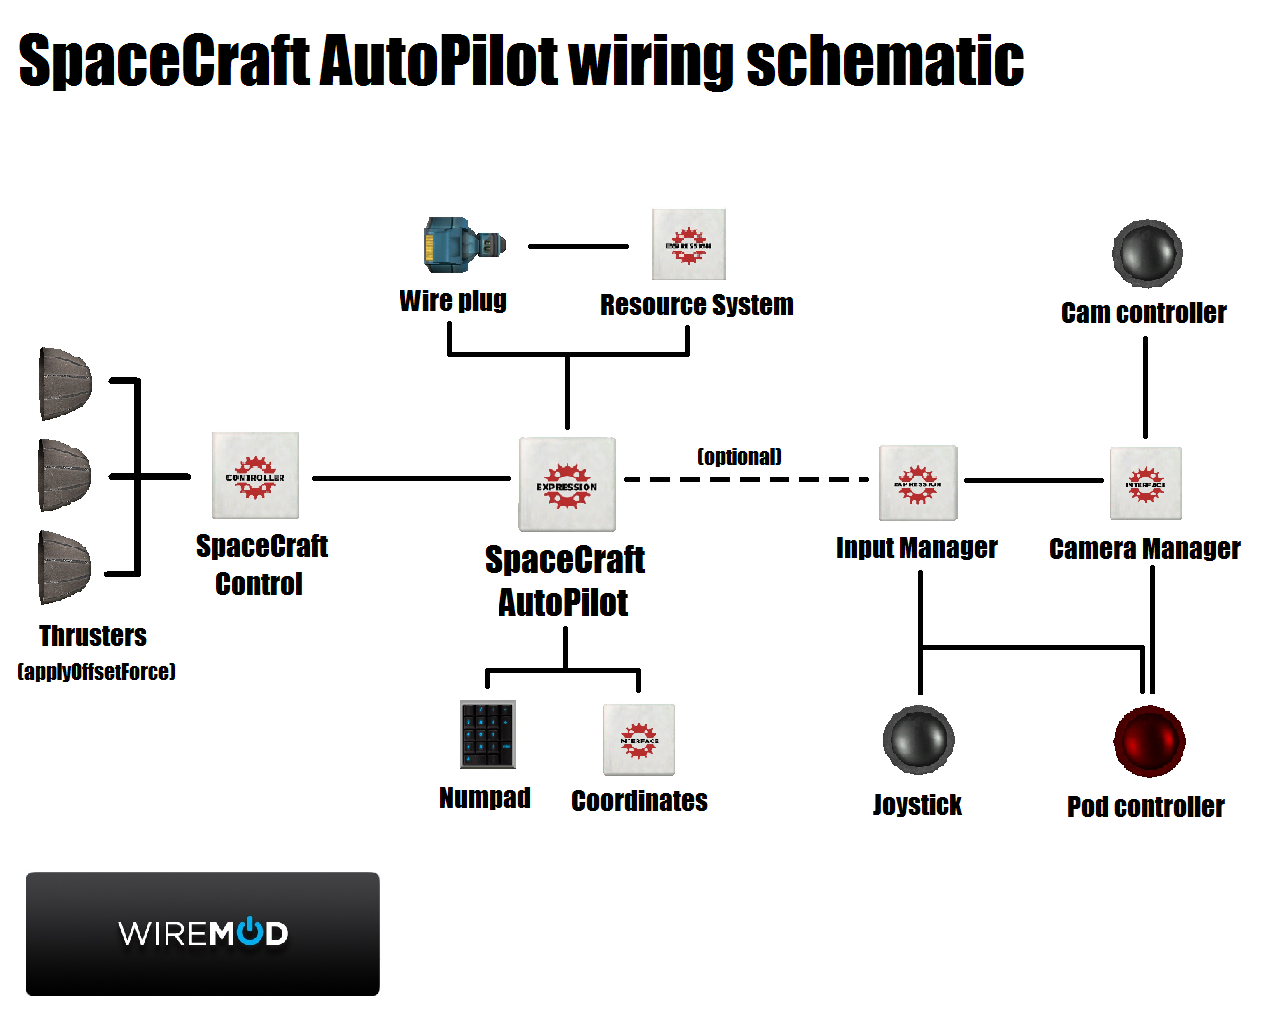 SpaceCraft AutoPilot wiring schematic
EXPRESSION
Wire plug
Resource System
Cam controller
(optional)
CONTROLLER
EXPRESSION
EXPRESSION
INTERFACE
SpaceCraft
Control
SpaceCraft
AutoPilot
Input Manager
Camera Manager
Thrusters
(applyOffsetForce)
INTERFACE
Numpad
Coordinates
Joystick
Pod controller
WIREMOD